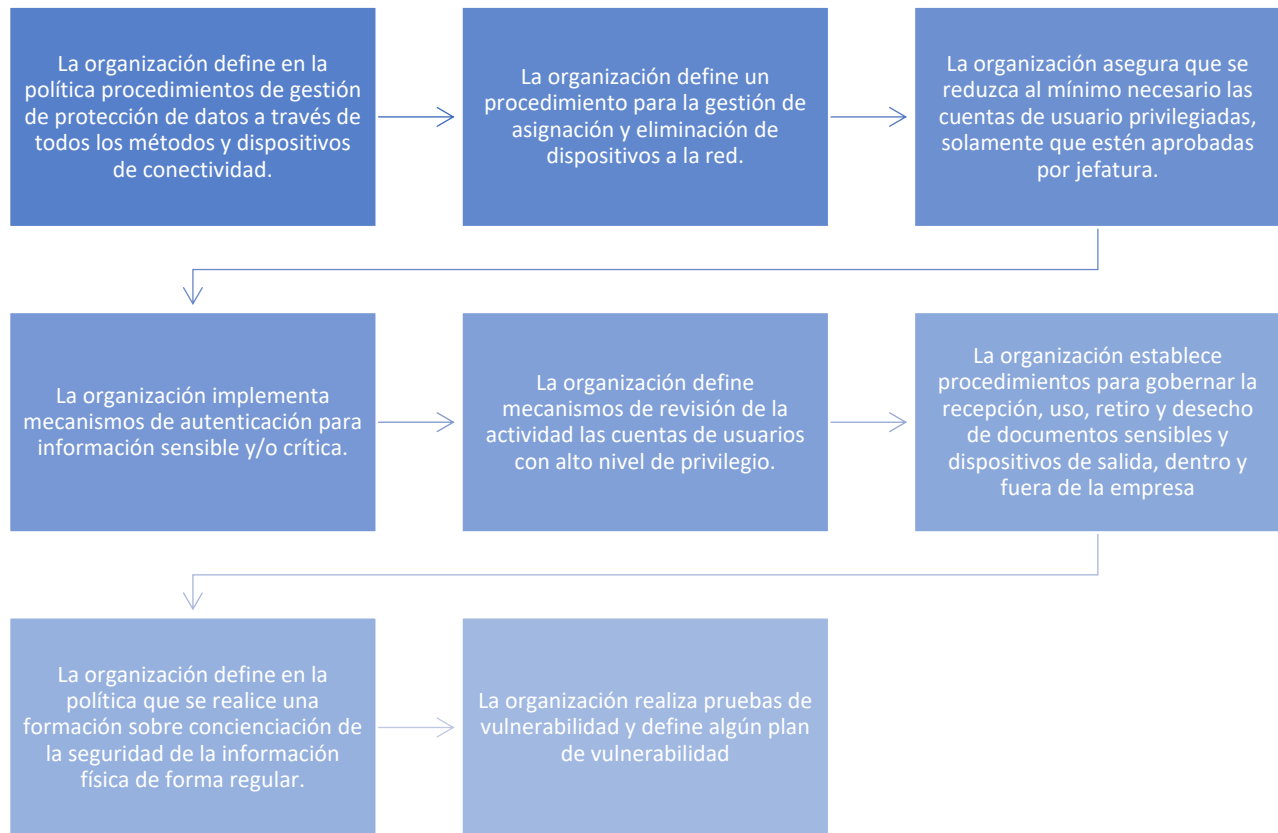 La organización define en la
política procedimientos de gestión
de protección de datos a través de
todos los métodos y dispositivos
de conectividad.
La organización define un
procedimiento para la gestión de
asignación y eliminación de
dispositivos a la red.
La organización asegura que se
reduzca al mínimo necesario las
cuentas de usuario privilegiadas,
solamente que estén aprobadas
por jefatura.
La organización implementa
mecanismos de autenticación para
información sensible y/o crítica.
La organización define
mecanismos de revisión de la
actividad las cuentas de usuarios
con alto nivel de privilegio.
La organización establece
procedimientos para gobernar la
recepción, uso, retiro y desecho
de documentos sensibles y
dispositivos de salida, dentro y
fuera de la empresa
La organización define en la
política que se realice una
formación sobre concienciación de
la seguridad de la información
física de forma regular.
La organización realiza pruebas de
vulnerabilidad y define algún plan
de vulnerabilidad